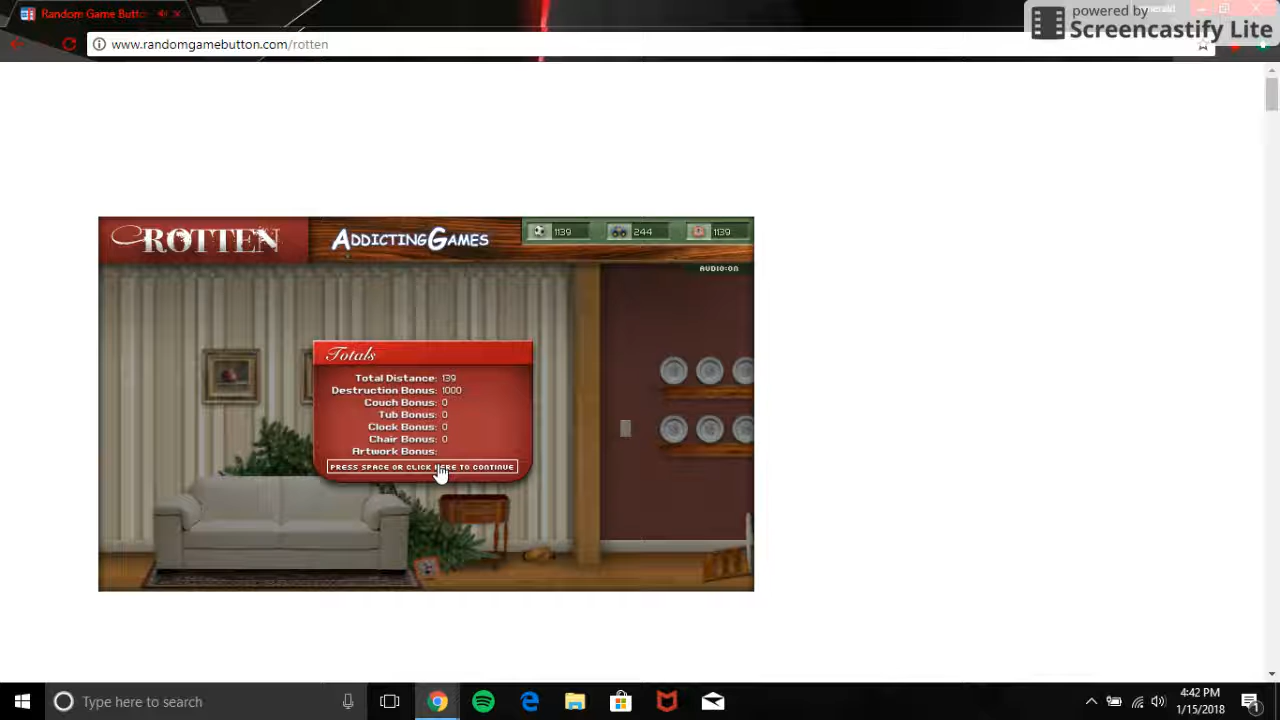 Random Game Butto
emerald
powered by
Screencastify Lite
www.randomgamebutton.com/rotten
ROTTEN
ADDICTINGGAMES
1139
244
1139
AUDIO:ON
Totals
Total Distance: 139
Destruction Bonus: 1000
Couch Bonus: 0
Tub Bonus: 0
Clock Bonus: 0
Chair Bonus: 0
Artwork Bonus:
PRESS SPACE OR CLICK HERE TO CONTINUE
Type here to search
4:42 PM
1/15/2018
1